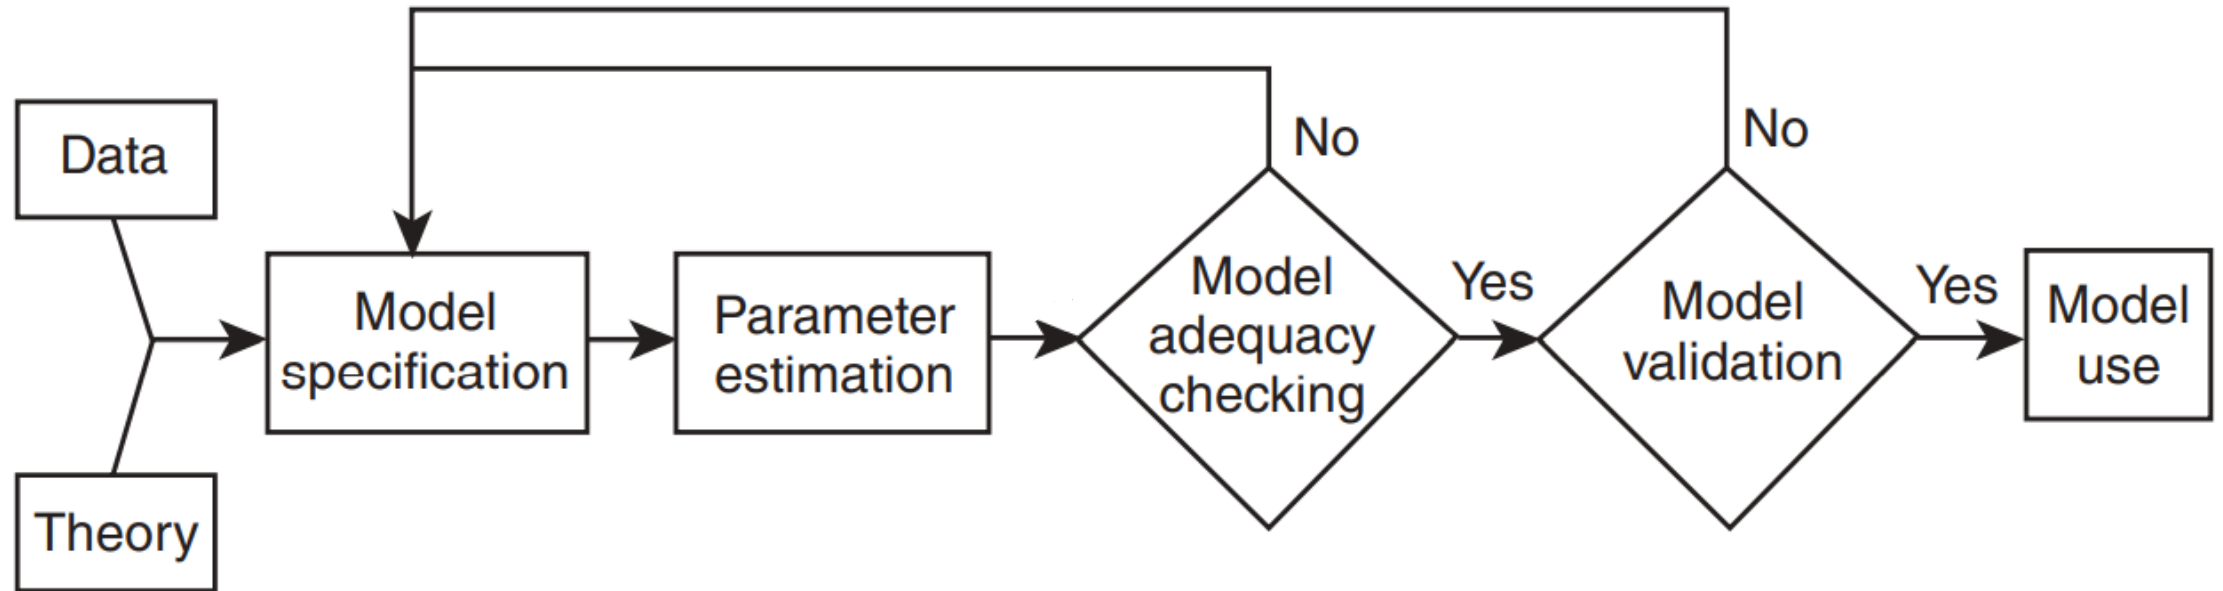 Data
Theory
Model
specification
Parameter
estimation
Model
adequacy
checking
No
Yes
Model
validation
No
Yes
Model
use